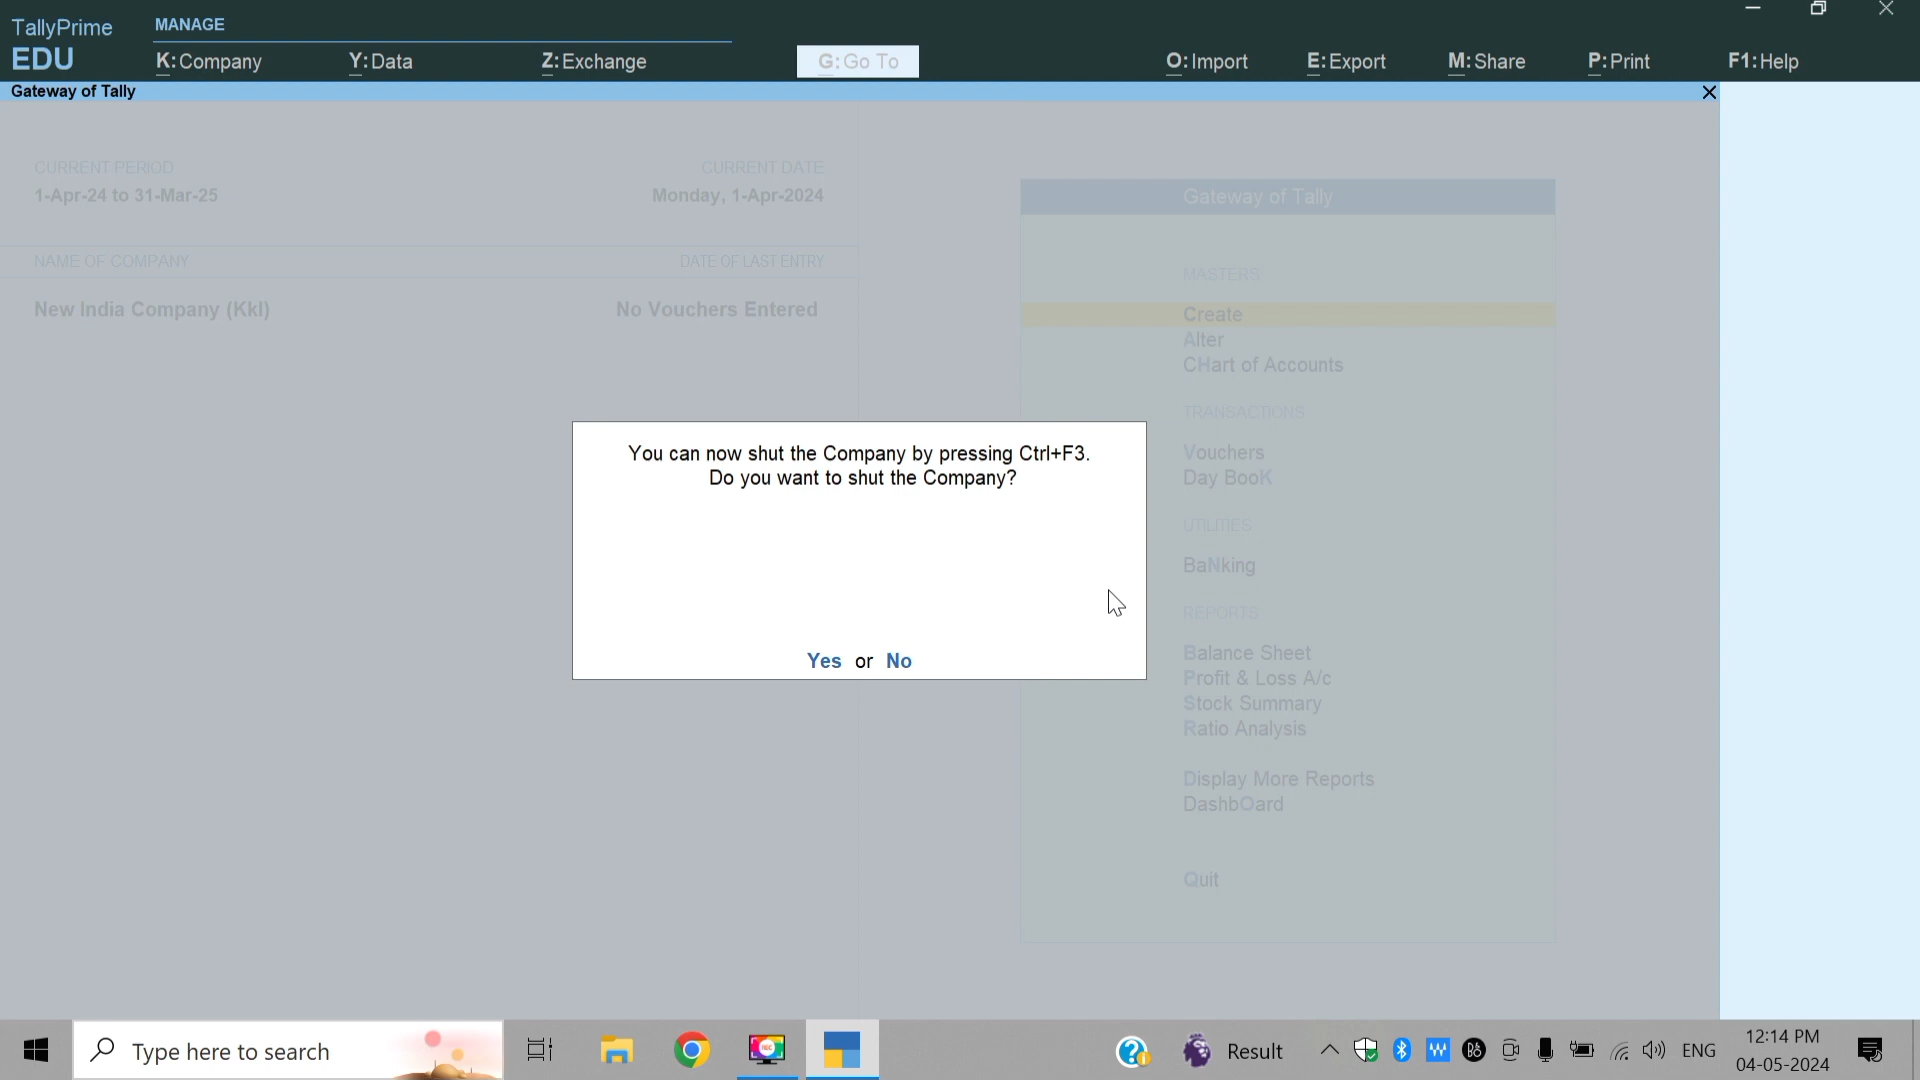 TallyPrime
EDU
MANAGE
K:Company
Y:Data
Z:Exchange
G:Go To
O:Import
E:Export
M:Share
P:Print
F1:Help
Gateway of Tally
CURRENT PERIOD
CURRENT DATE
1-Apr-24 to 31-Mar-25
Monday, 1-Apr-2024
NAME OF COMPANY
DATE OF LAST ENTRY
New India Company (Kkl)
No Vouchers Entered
Gateway of Tally
MASTERS
Create
Alter
CHart of Accounts
TRANSACTIONS
Vouchers
Day BooK
UTILITIES
BaNking
REPORTS
Balance Sheet
Profit & Loss A/c
Stock Summary
Ratio Analysis
Display More Reports
DashbOard
Quit
You can now shut the Company by pressing Ctrl+F3.
Do you want to shut the Company?
Yes or No
Type here to search
Result
ENG
12:14 PM
04-05-2024